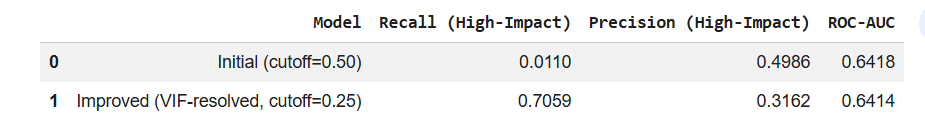 Model Recall (High-Impact) Precision (High-Impact) ROC-AUC
0 Initial (cutoff=0.50) 0.0110 0.4986 0.6418
1 Improved (VIF-resolved, cutoff=0.25) 0.7059 0.3162 0.6414